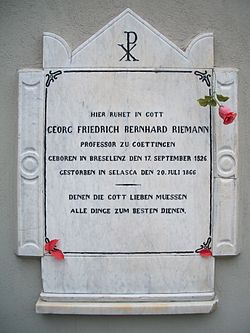 HIER RUHET IN GOTT
GEORG FRIEDRICH BERNHARD RIEMANN
PROFESSOR ZU GOETTINGEN
GEBOREN IN BRESELENZ DEN 17. SEPTEMBER 1826
GESTORBEN IN SELASCA DEN 20. JULI 1866
DENEN DIE GOTT LIEBEN MUESSEN
ALLE DINGE ZUM BESTEN DIENEN.